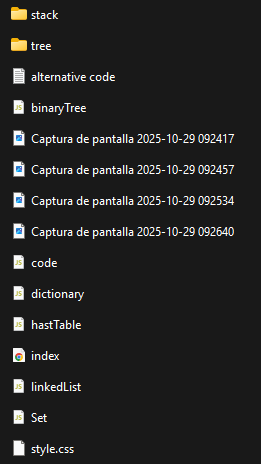 stack
tree
alternative code
binaryTree
Captura de pantalla 2025-10-29 092417
Captura de pantalla 2025-10-29 092457
Captura de pantalla 2025-10-29 092534
Captura de pantalla 2025-10-29 092640
code
dictionary
hastTable
index
linkedList
Set
style.css